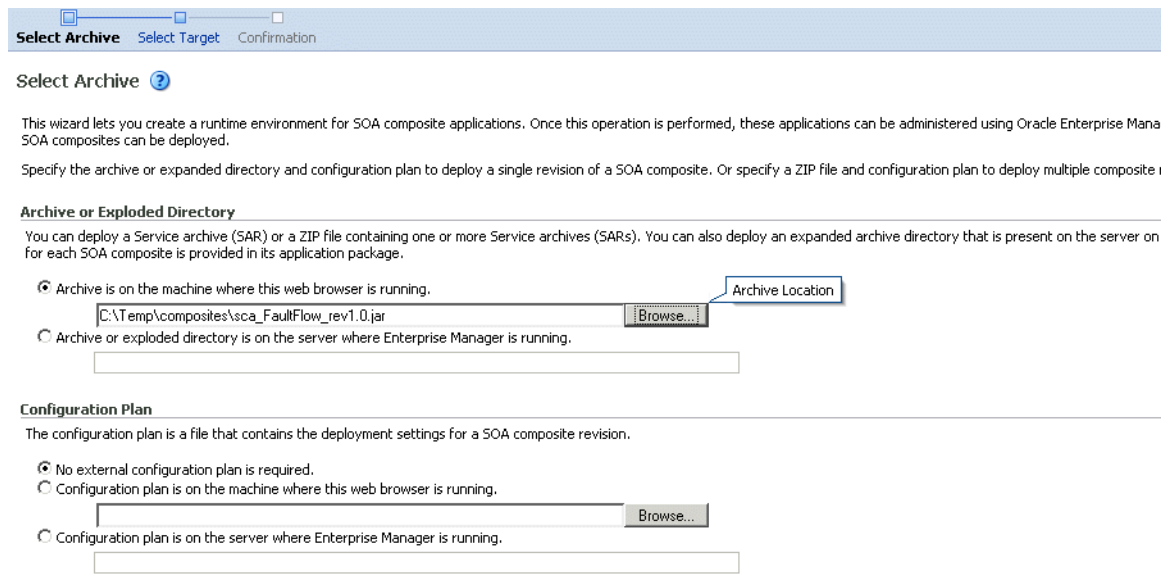 Select Archive Select Target Confirmation
Select Archive ?
This wizard lets you create a runtime environment for SOA composite applications. Once this operation is performed, these applications can be administered using Oracle Enterprise Mana
SOA composites can be deployed.
Specify the archive or expanded directory and configuration plan to deploy a single revision of a SOA composite. Or specify a ZIP file and configuration plan to deploy multiple composite
Archive or Exploded Directory
You can deploy a Service archive (SAR) or a ZIP file containing one or more Service archives (SARs). You can also deploy an expanded archive directory that is present on the server on
for each SOA composite is provided in its application package.
Archive is on the machine where this web browser is running.
Archive Location
C:\Temp\composites\sca_FaultFlow_rev1.0.jar Browse...
Archive or exploded directory is on the server where Enterprise Manager is running.
Configuration Plan
The configuration plan is a file that contains the deployment settings for a SOA composite revision.
No external configuration plan is required.
Configuration plan is on the machine where this web browser is running.
Browse...
Configuration plan is on the server where Enterprise Manager is running.